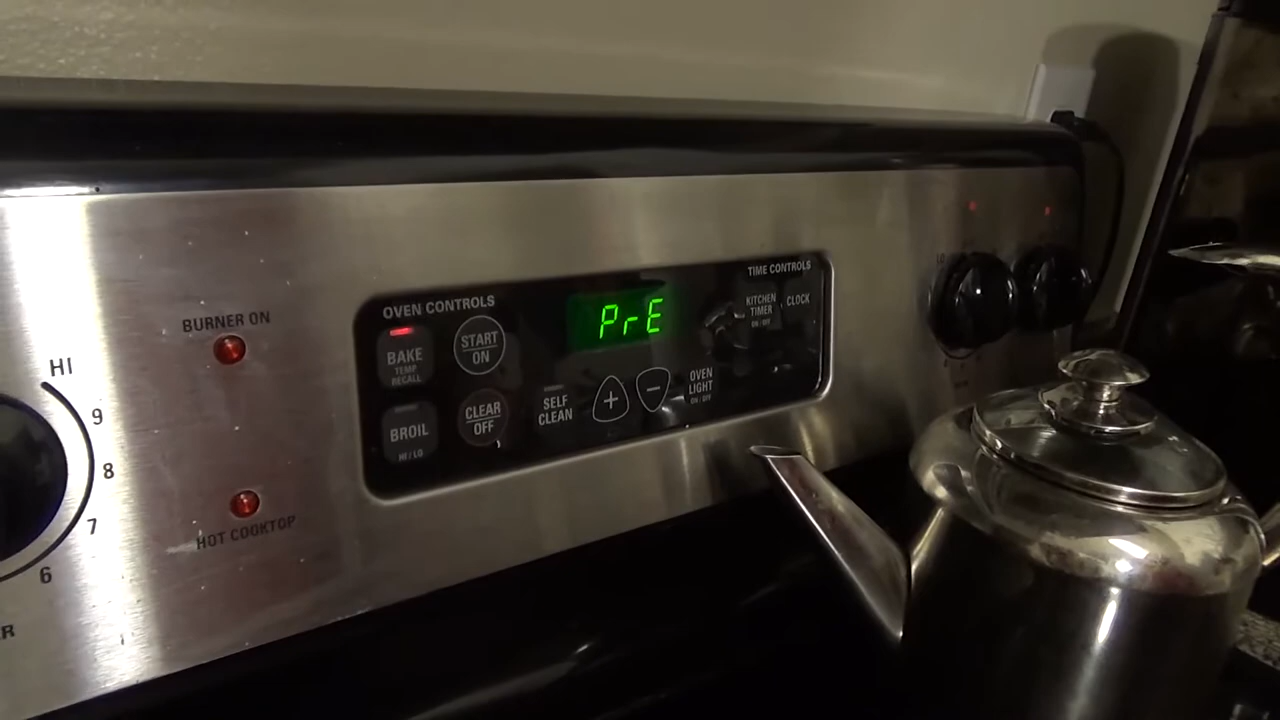 BURNER ON
HI
9
8
7
6
HOT COOKTOP
R
OVEN CONTROLS
BAKE
TEMP
RECALL
START
ON
BROIL
HI / LO
CLEAR
OFF
PrE
SELF
CLEAN
+
−
OVEN
LIGHT
ON / OFF
TIME CONTROLS
KITCHEN
TIMER
ON / OFF
CLOCK
LO